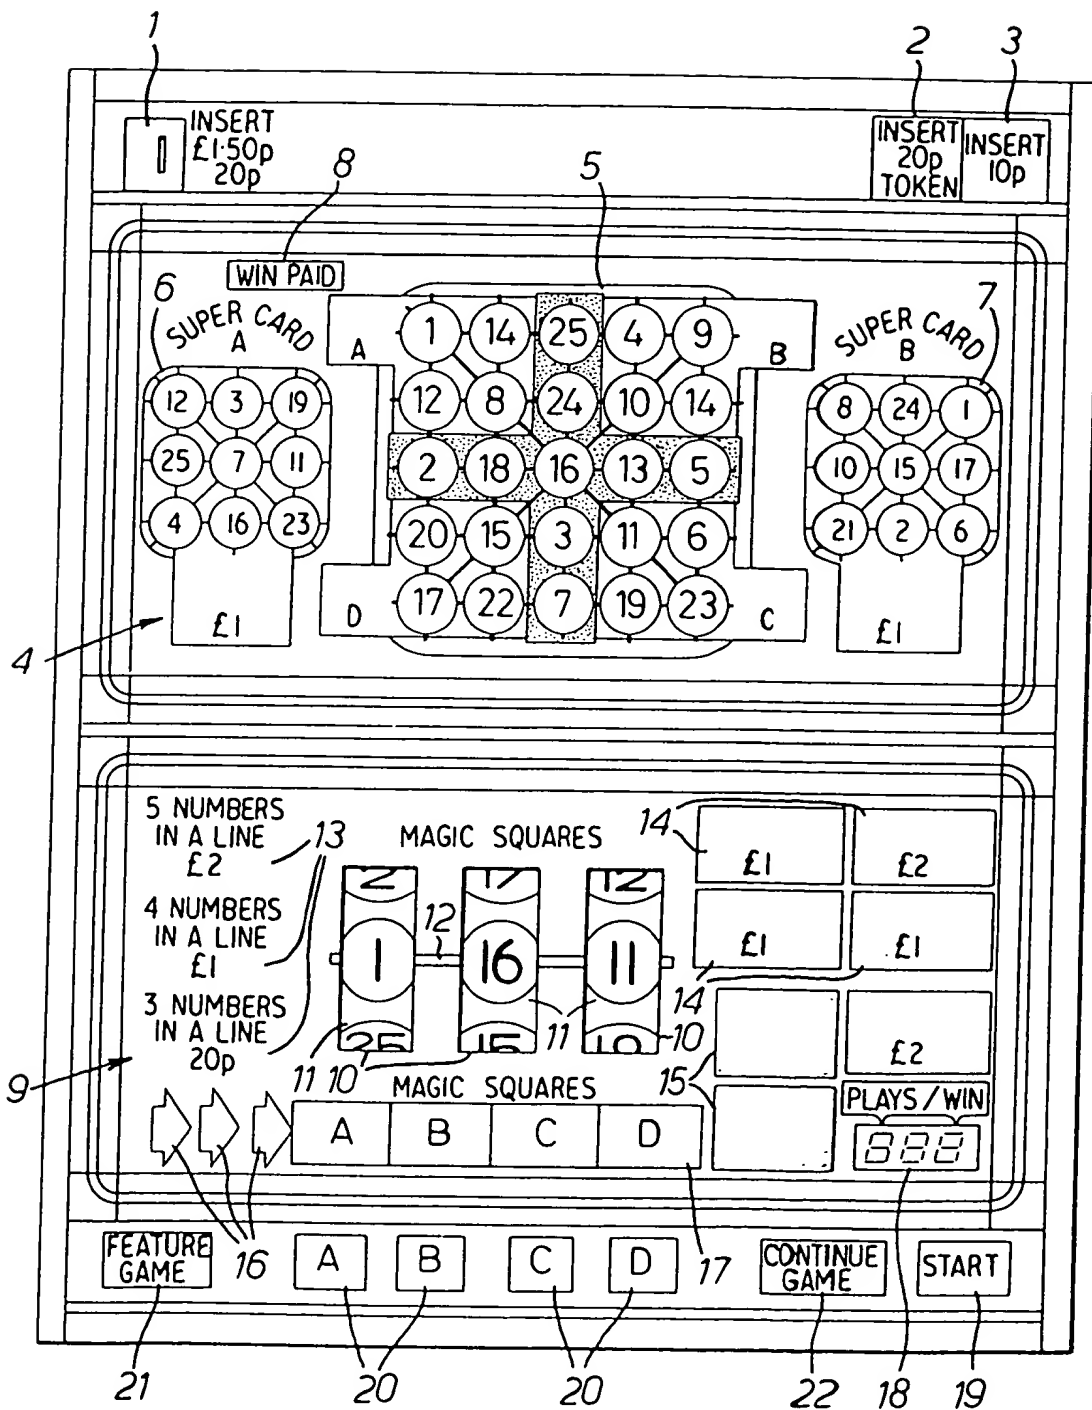 1
2
3
INSERT
£1·50p
20p
INSERT
20p
TOKEN
INSERT
10p
8
5
WIN PAID
6
7
SUPER CARD
A
SUPER CARD
B
A
B
1 14 25 4 9
12 8 24 10 14
2 18 16 13 5
20 15 3 11 6
17 22 7 19 23
D
C
12 3 19
25 7 11
4 16 23
£1
8 24 1
10 15 17
21 2 6
£1
4
5 NUMBERS
IN A LINE
£2
13
4 NUMBERS
IN A LINE
£1
3 NUMBERS
IN A LINE
20p
9
MAGIC SQUARES
2 17 12
12
1 16 11
25 15 10
11 10
11
10
MAGIC SQUARES
14
£1
£2
£1
£1
14
15
£2
PLAYS/WIN
888
A B C D
FEATURE
GAME
16
A
B
C
D
17
CONTINUE
GAME
START
21
20
20
22
18
19